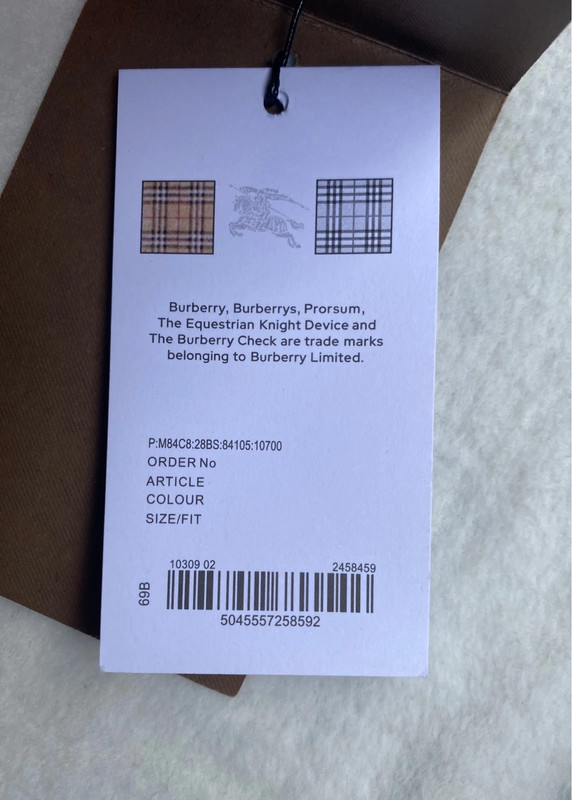 Burberry, Burberrys, Prorsum,
The Equestrian Knight Device and
The Burberry Check are trade marks
belonging to Burberry Limited.
P:M84C8:28BS:84105:10700
ORDER No
ARTICLE
COLOUR
SIZE/FIT
10309 02 2458459
69B
5045557258592